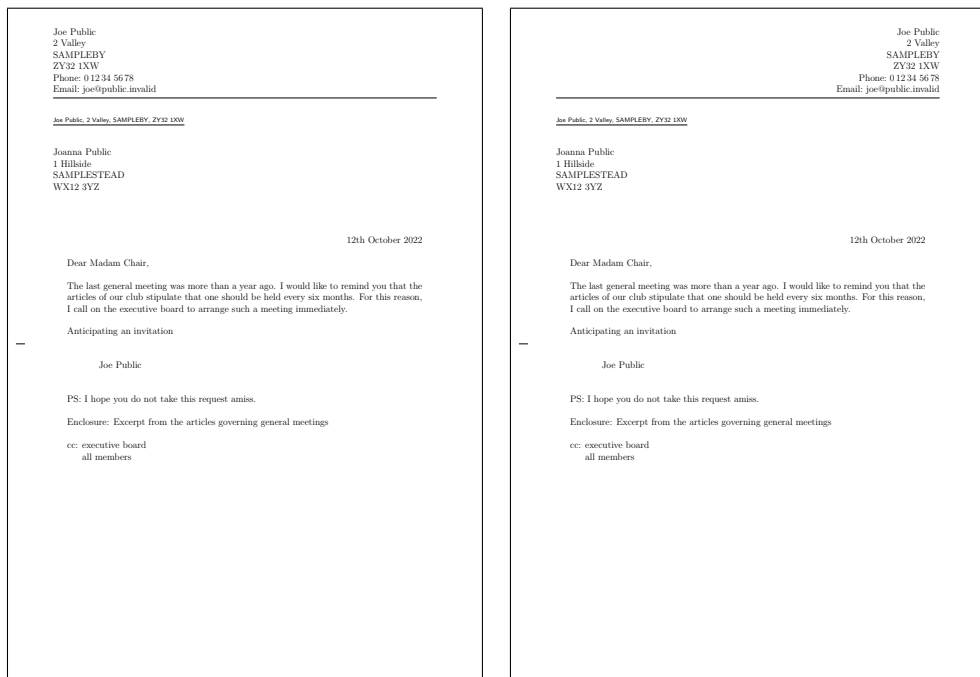 Joe Public
2 Valley
SAMPLEBY
ZY32 1XW
Phone: 0 12 34 56 78
Email: joe@public.invalid
Joe Public, 2 Valley, SAMPLEBY, ZY32 1XW
Joanna Public
1 Hillside
SAMPLESTEAD
WX12 3YZ
12th October 2022
Dear Madam Chair,
The last general meeting was more than a year ago. I would like to remind you that the
articles of our club stipulate that one should be held every six months. For this reason,
I call on the executive board to arrange such a meeting immediately.
Anticipating an invitation
Joe Public
PS: I hope you do not take this request amiss.
Enclosure: Excerpt from the articles governing general meetings
cc: executive board
all members
Joe Public
2 Valley
SAMPLEBY
ZY32 1XW
Phone: 0 12 34 56 78
Email: joe@public.invalid
Joe Public, 2 Valley, SAMPLEBY, ZY32 1XW
Joanna Public
1 Hillside
SAMPLESTEAD
WX12 3YZ
12th October 2022
Dear Madam Chair,
The last general meeting was more than a year ago. I would like to remind you that the
articles of our club stipulate that one should be held every six months. For this reason,
I call on the executive board to arrange such a meeting immediately.
Anticipating an invitation
Joe Public
PS: I hope you do not take this request amiss.
Enclosure: Excerpt from the articles governing general meetings
cc: executive board
all members